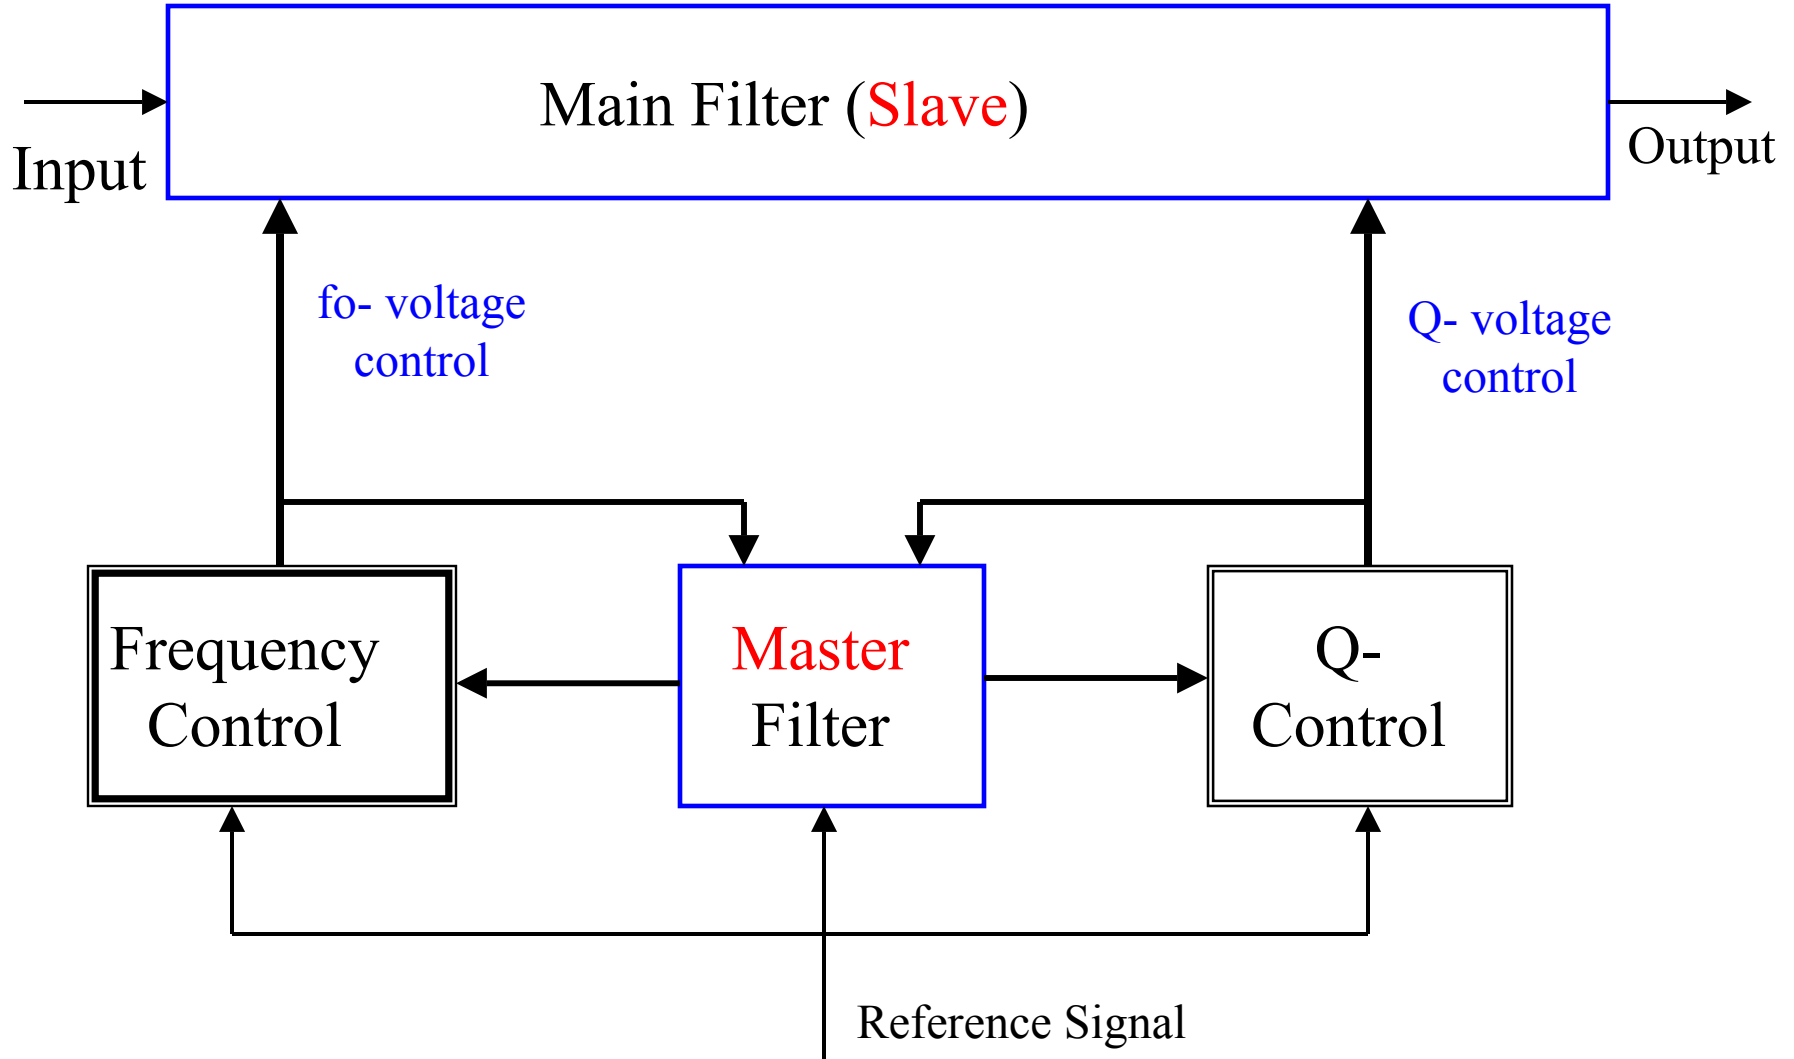 Main Filter (Slave)
Input
Output
fo- voltage
control
Q- voltage
control
Frequency
Control
Master
Filter
Q-
Control
Reference Signal